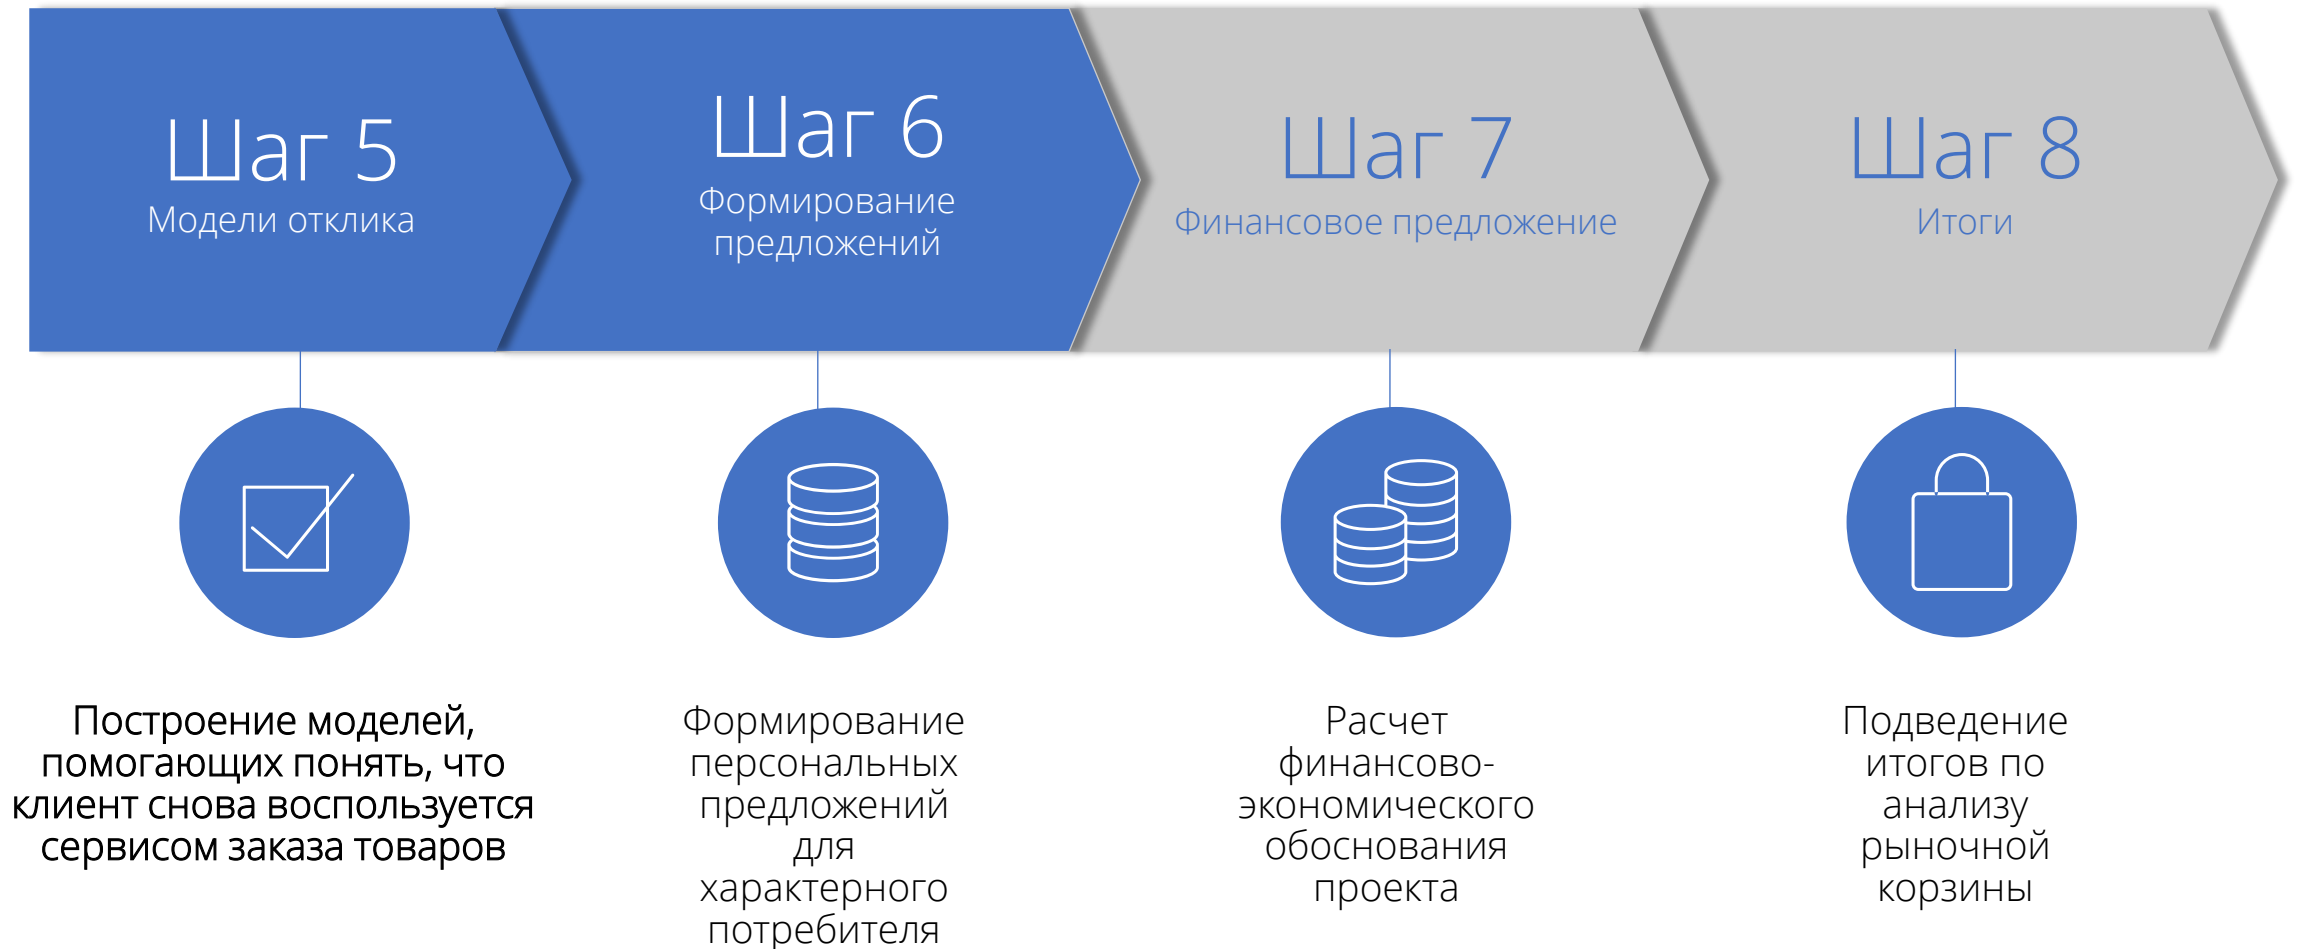 Шаг 5
Модели отклика
Шаг 6
Формирование
предложений
Шаг 7
Финансовое предложение
Шаг 8
Итоги
Построение моделей,
помогающих понять, что
клиент снова воспользуется
сервисом заказа товаров
Формирование
персональных
предложений
для
характерного
потребителя
Расчет
финансово-
экономического
обоснования
проекта
Подведение
итогов по
анализу
рыночной
корзины